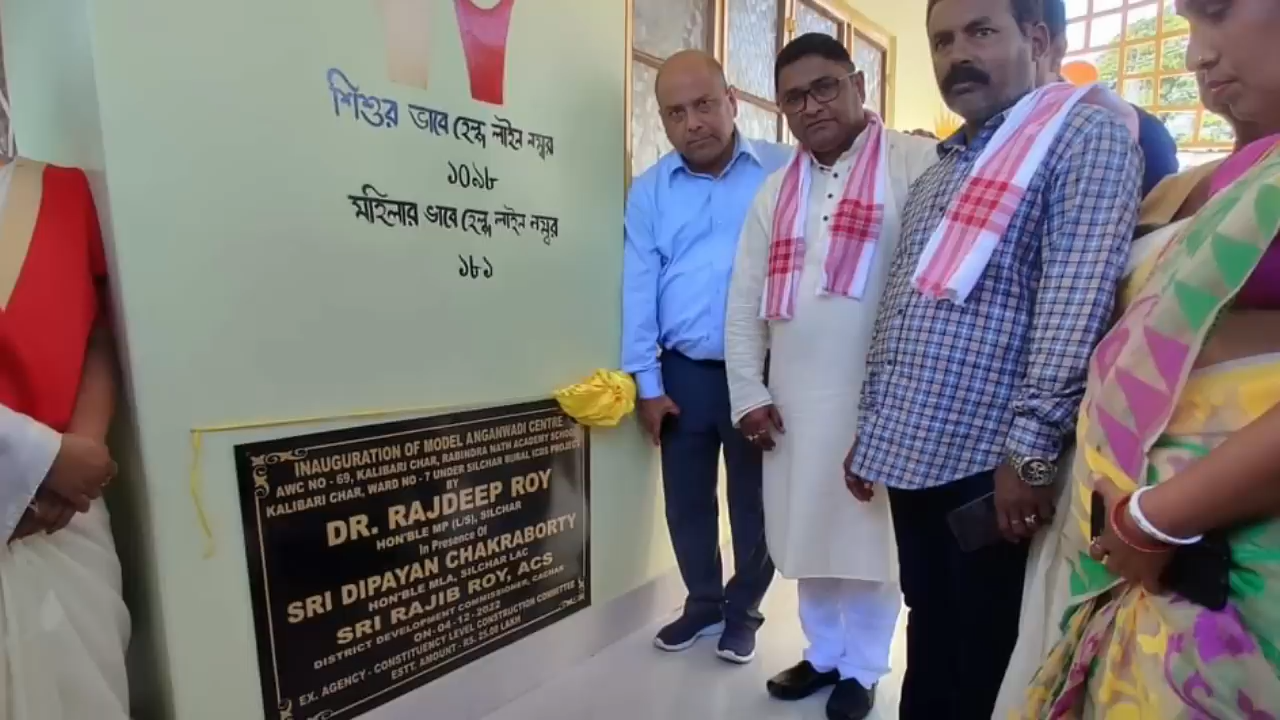 শিশুর ভাবে হেল্প লাইন নম্বর
১০৯৮
মহিলার ভাবে হেল্প লাইন নম্বর
১৮১
INAUGURATION OF MODEL ANGANWADI CENTRE
AWC NO - 69, KALIBARI CHAR, RABINDRA NATH ACADEMY SCHOOL
KALIBARI CHAR, WARD NO - 7 UNDER SILCHAR RURAL ICDS PROJECT
BY
DR. RAJDEEP ROY
HON'BLE MP (L/S), SILCHAR
In Presence Of
SRI DIPAYAN CHAKRABORTY
HON'BLE MLA, SILCHAR LAC
SRI RAJIB ROY, ACS
DISTRICT DEVELOPMENT COMMISSIONER, CACHAR
ON - 04 - 12 - 2022
EX. AGENCY - CONSTITUENCY LEVEL CONSTRUCTION COMMITTEE
ESTT. AMOUNT - RS. 25.00 LAKH